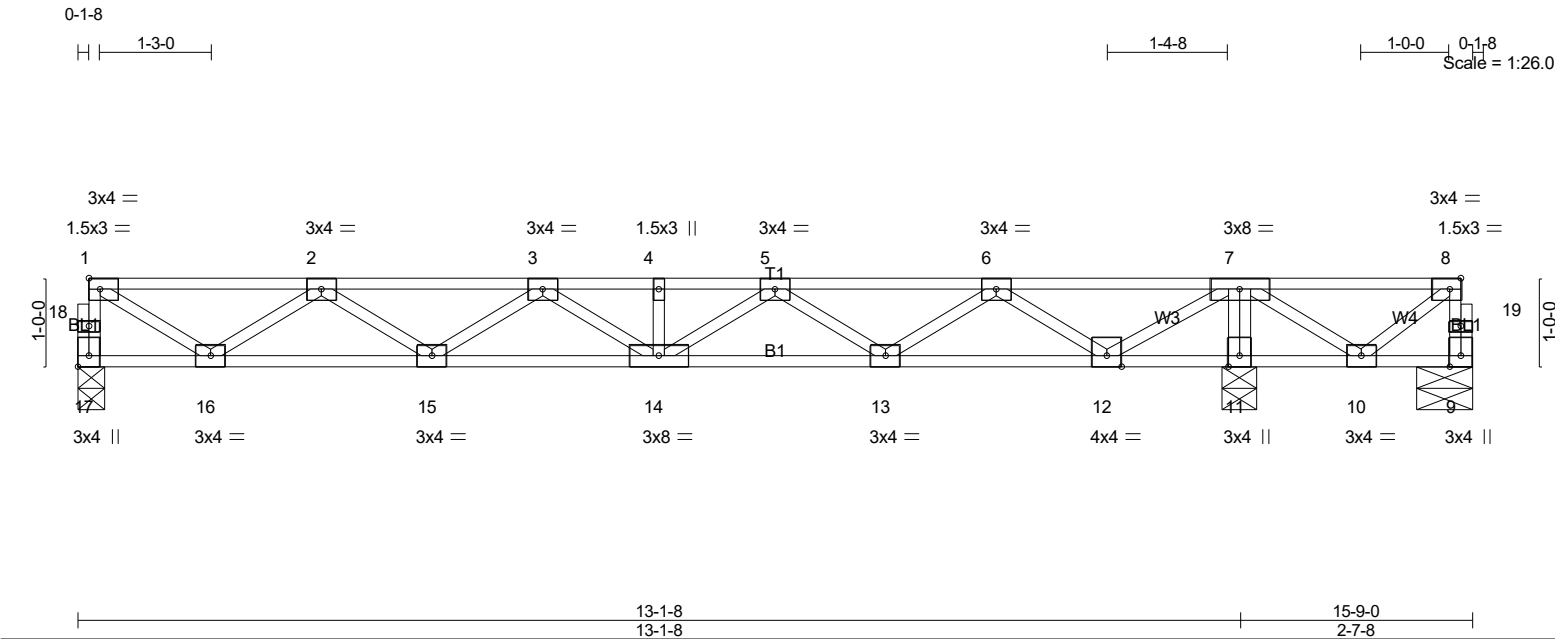 0-1-8
1-3-0 1-4-8 1-0-0 0-1-8
Scale = 1:26.0
3x4 = 3x4 =
1.5x3 = 3x4 = 3x4 = 1.5x3 || 3x4 = 3x4 = 3x8 = 1.5x3 =
1 2 3 4 5 6 7 8
T1
1-0-0 18 W3 W4 BL1 19 1-0-0
B1
17 16 15 14 13 12 11 10 9
3x4 || 3x4 = 3x4 = 3x8 = 3x4 = 4x4 = 3x4 || 3x4 = 3x4 ||
13-1-8 15-9-0
13-1-8 2-7-8